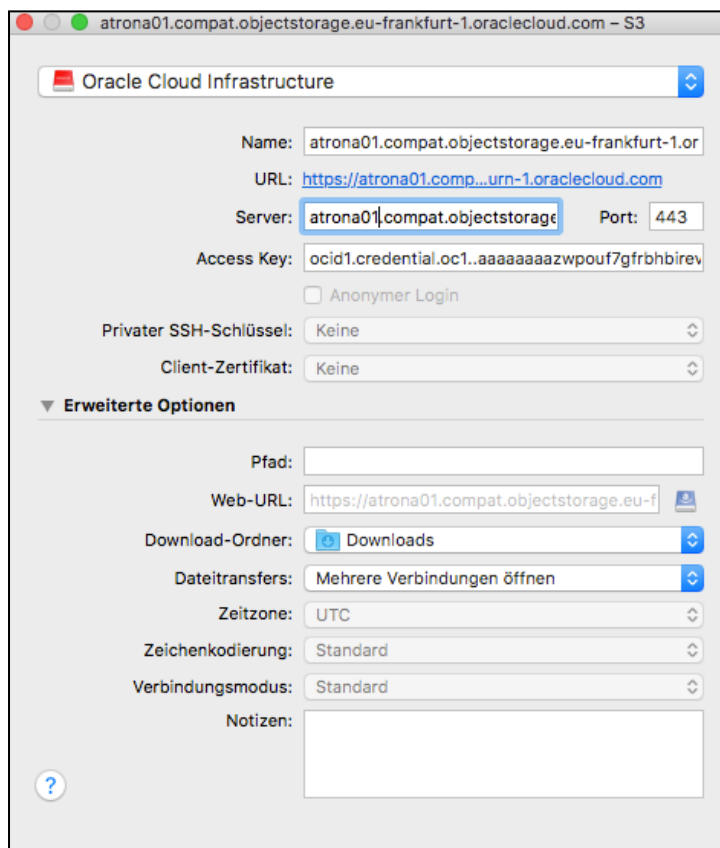 atrona01.compat.objectstorage.eu-frankfurt-1.oraclecloud.com – S3
Oracle Cloud Infrastructure
Name: atrona01.compat.objectstorage.eu-frankfurt-1.or
URL: https://atrona01.comp...urn-1.oraclecloud.com
Server: atrona01.compat.objectstorage Port: 443
Access Key: ocid1.credential.oc1..aaaaaaaazwpouf7gfrbhbirev
Anonymer Login
Privater SSH-Schlüssel: Keine
Client-Zertifikat: Keine
Erweiterte Optionen
Pfad:
Web-URL: https://atrona01.compat.objectstorage.eu-f
Download-Ordner: Downloads
Dateitransfers: Mehrere Verbindungen öffnen
Zeitzone: UTC
Zeichenkodierung: Standard
Verbindungsmodus: Standard
Notizen:
?